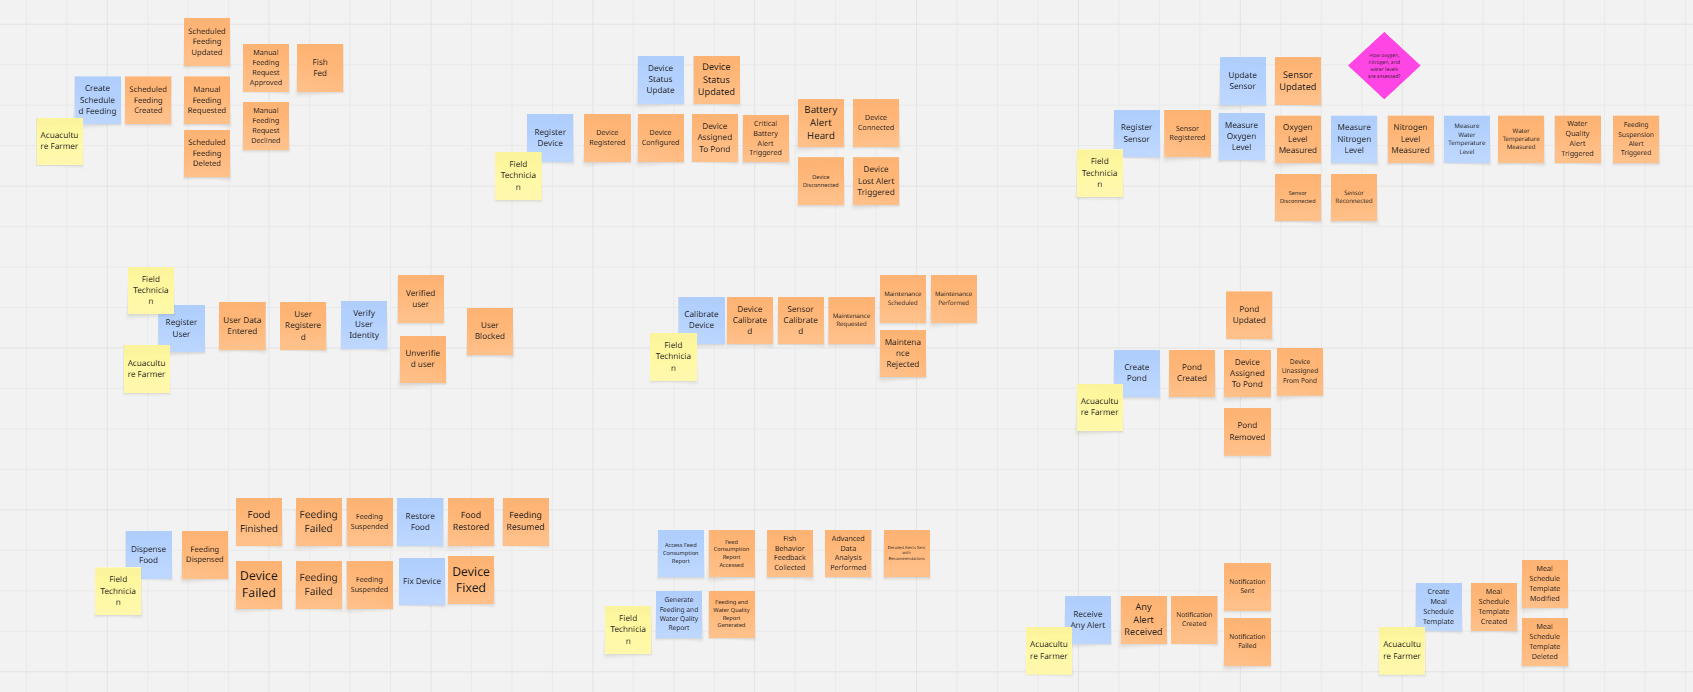 Scheduled
Feeding
Updated
Manual
Feeding
Request
Approved
Fish
Fed
Create
Schedule
d Feeding
Scheduled
Feeding
Created
Manual
Feeding
Requested
Manual
Feeding
Request
Declined
Acuacultu
re Farmer
Scheduled
Feeding
Deleted
Device
Status
Update
Device
Status
Updated
Register
Device
Device
Registered
Device
Configured
Device
Assigned
To Pond
Critical
Battery
Alert
Triggered
Battery
Alert
Heard
Device
Connected
Field
Technicia
n
Device
Disconnected
Device
Lost Alert
Triggered
How oxygen,
nitrogen, and
water levels
are assessed?
Update
Sensor
Sensor
Updated
Register
Sensor
Sensor
Registered
Measure
Oxygen
Level
Oxygen
Level
Measured
Measure
Nitrogen
Level
Nitrogen
Level
Measured
Measure
Water
Temperature
Level
Water
Temperature
Measured
Water
Quality
Alert
Triggered
Feeding
Suspension
Alert
Triggered
Field
Technicia
n
Sensor
Disconnected
Sensor
Reconnected
Field
Technicia
n
Register
User
User Data
Entered
User
Registere
d
Verify
User
Identity
Verified
user
Unverifie
d user
User
Blocked
Acuacultu
re Farmer
Calibrate
Device
Device
Calibrate
d
Sensor
Calibrate
d
Maintenance
Requested
Maintenance
Scheduled
Maintenance
Performed
Maintena
nce
Rejected
Field
Technicia
n
Pond
Updated
Create
Pond
Pond
Created
Device
Assigned
To Pond
Device
Unassigned
From Pond
Acuacultu
re Farmer
Pond
Removed
Dispense
Food
Feeding
Dispensed
Food
Finished
Feeding
Failed
Feeding
Suspended
Restore
Food
Food
Restored
Feeding
Resumed
Field
Technicia
n
Device
Failed
Feeding
Failed
Feeding
Suspended
Fix Device
Device
Fixed
Access Feed
Consumption
Report
Feed
Consumption
Report
Accessed
Fish
Behavior
Feedback
Collected
Advanced
Data
Analysis
Performed
with
Recommendations
Field
Technicia
n
Generate
Feeding and
Water Qality
Report
Feeding and
Water Quality
Report
Generated
Receive
Any Alert
Any
Alert
Received
Notification
Created
Notification
Sent
Notification
Failed
Acuacultu
re Farmer
Create
Meal
Schedule
Template
Meal
Schedule
Template
Created
Meal
Schedule
Template
Modified
Meal
Schedule
Template
Deleted
Acuacultu
re Farmer